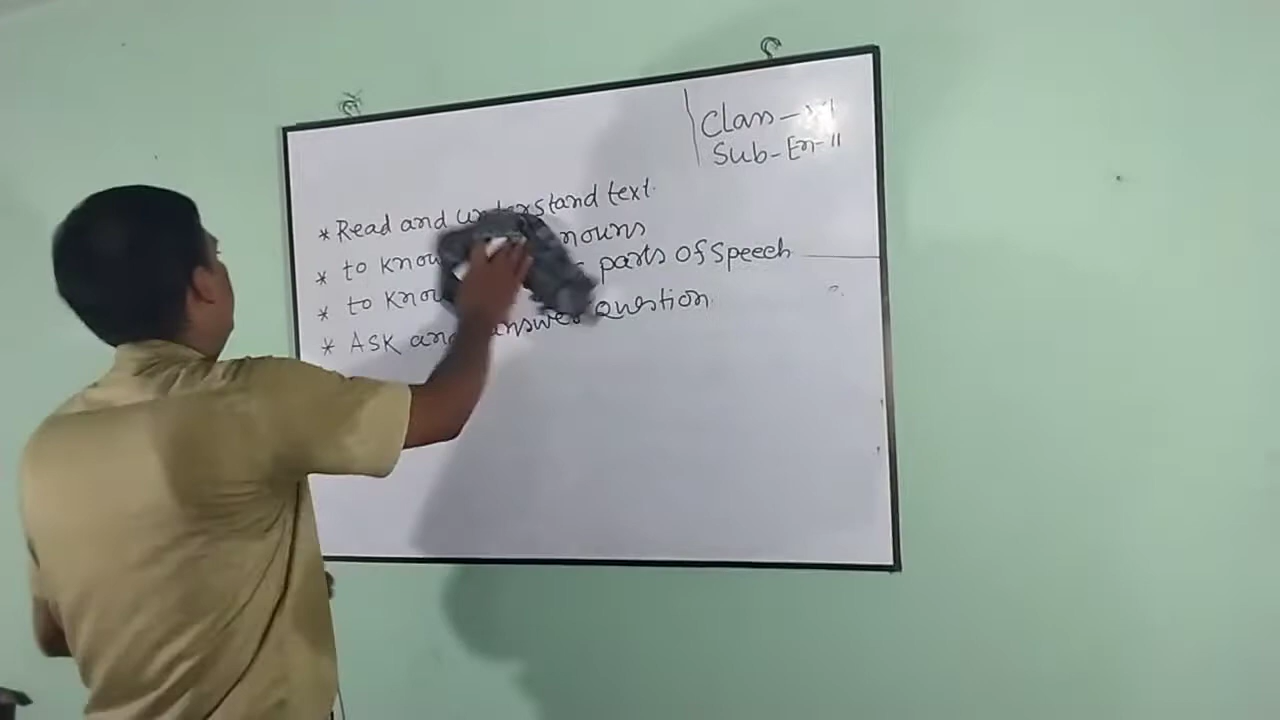 Class-
Sub-En-II
* Read and understand text.
* to know nouns
* to know parts of Speech
* Ask and answer question.